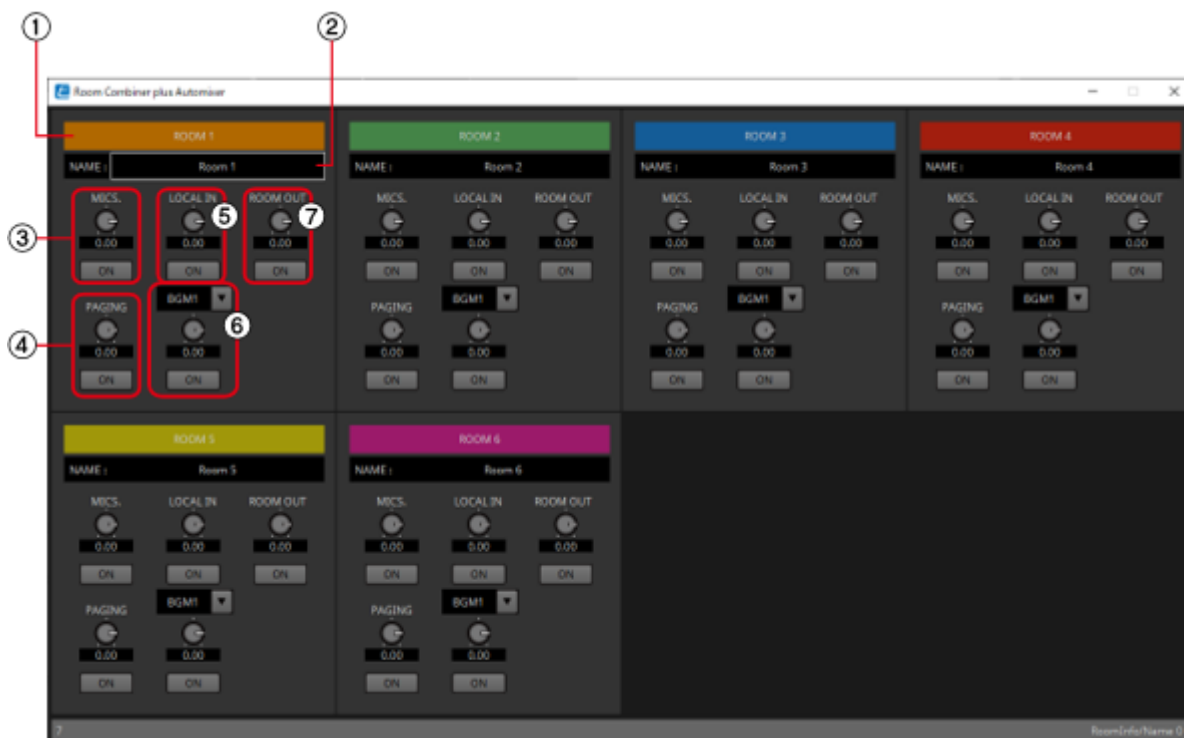 ① ②
Room Combiner plus Automixer
ROOM 1 ROOM 2 ROOM 3 ROOM 4
NAME : Room 1 NAME : Room 2 NAME : Room 3 NAME : Room 4
MICS. LOCAL IN ROOM OUT MICS. LOCAL IN ROOM OUT MICS. LOCAL IN ROOM OUT MICS. LOCAL IN ROOM OUT
③ ⑤ ⑦
0.00 0.00 0.00 0.00 0.00 0.00 0.00 0.00 0.00 0.00 0.00 0.00
ON ON ON ON ON ON ON ON ON ON ON ON
PAGING BGM1 PAGING BGM1 PAGING BGM1 PAGING BGM1
④ ⑥
0.00 0.00 0.00 0.00 0.00 0.00 0.00 0.00
ON ON ON ON ON ON ON ON
ROOM 5 ROOM 6
NAME : Room 5 NAME : Room 6
MICS. LOCAL IN ROOM OUT MICS. LOCAL IN ROOM OUT
0.00 0.00 0.00 0.00 0.00 0.00
ON ON ON ON ON ON
PAGING BGM1 PAGING BGM1
0.00 0.00 0.00 0.00
ON ON ON ON
7 RoomInfo/Name 0